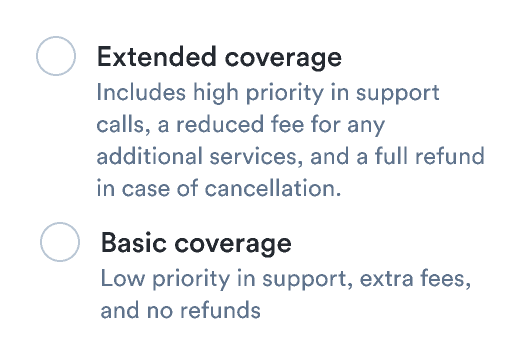 Extended coverage
Includes high priority in support
calls, a reduced fee for any
additional services, and a full refund
in case of cancellation.
Basic coverage
Low priority in support, extra fees,
and no refunds